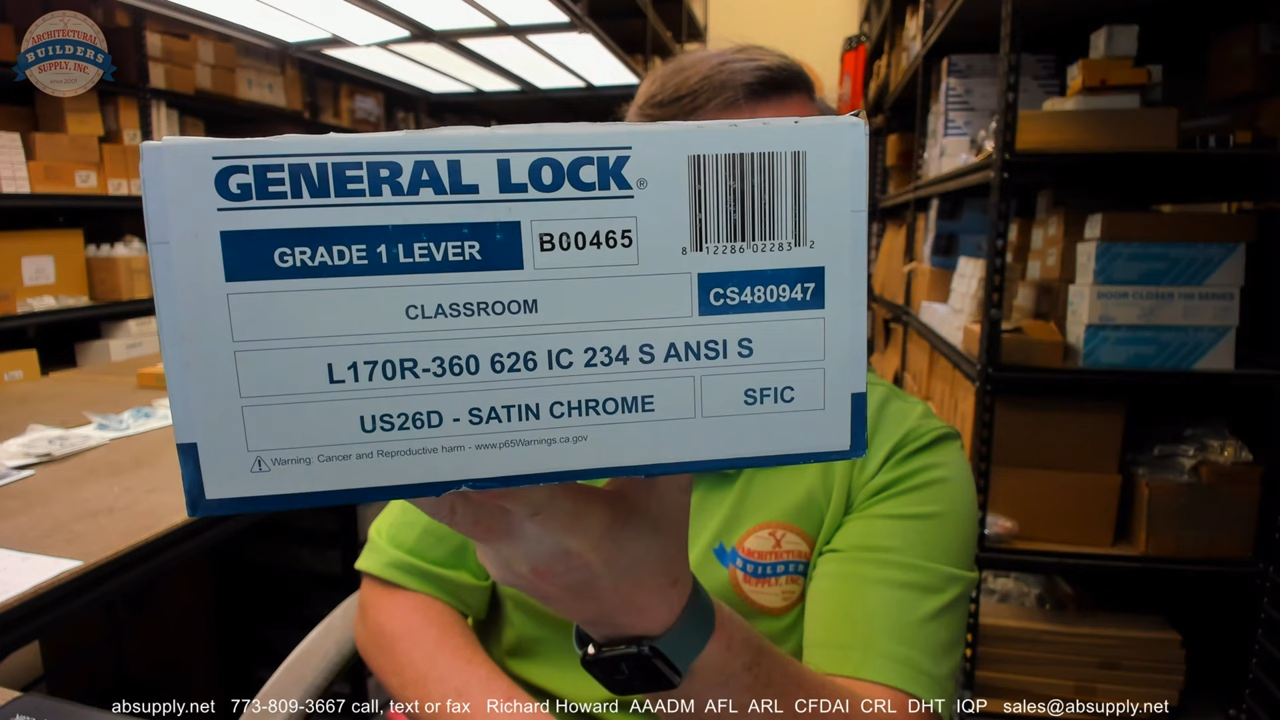 ARCHITECTURAL
BUILDERS
SUPPLY, INC.
since 2001
GENERAL LOCK®
GRADE 1 LEVER
B00465
8 12286 02283 2
CLASSROOM
CS480947
L170R-360 626 IC 234 S ANSI S
US26D - SATIN CHROME
SFIC
Warning: Cancer and Reproductive harm - www.p65Warnings.ca.gov
DOOR CLOSER
ARCHITECTURAL
BUILDERS
SUPPLY, INC.
absupply.net 773-809-3667 call, text or fax Richard Howard AAADM AFL ARL CFDAI CRL DHT IQP sales@absupply.net